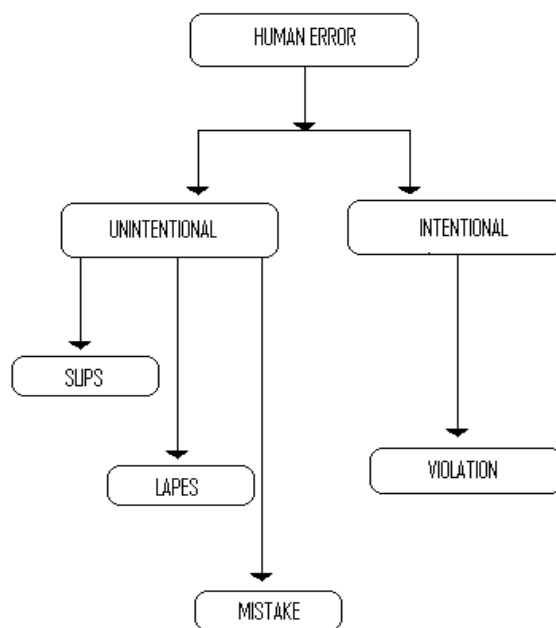 HUMAN ERROR
UNINTENTIONAL
INTENTIONAL
SLIPS
LAPES
VIOLATION
MISTAKE